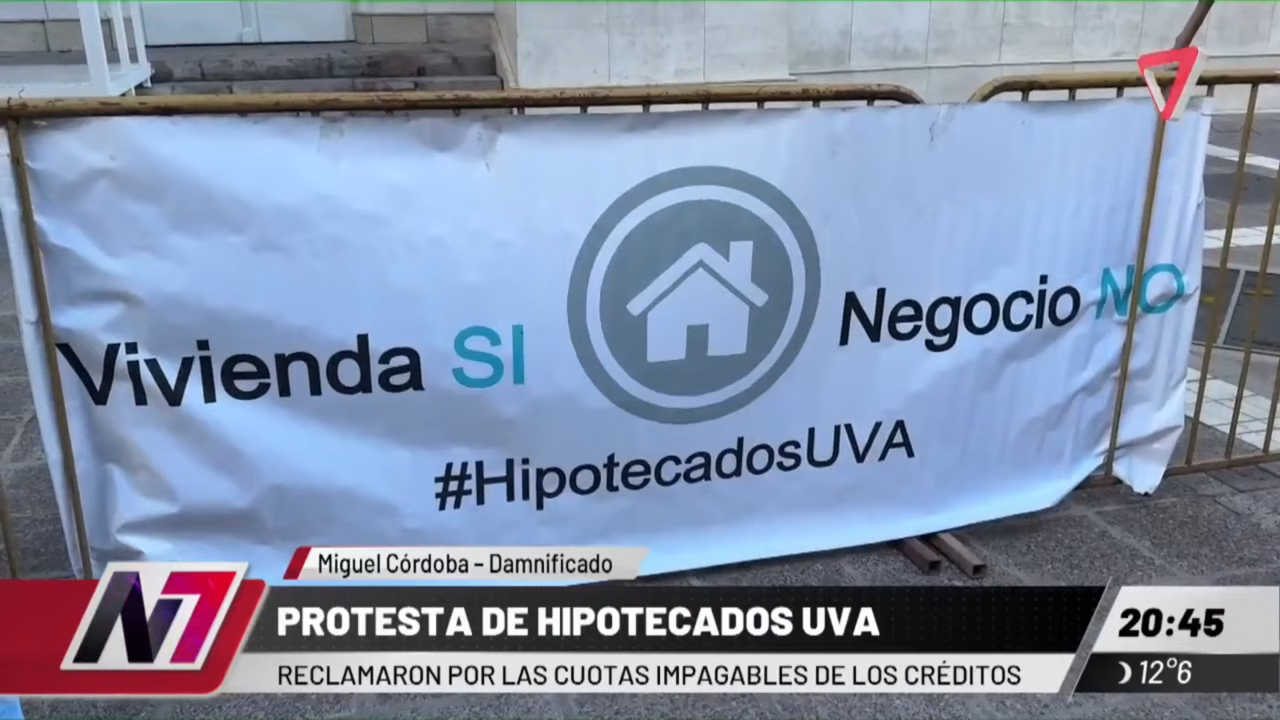 Vivienda SI
Negocio NO
#HipotecadosUVA
Miguel Córdoba – Damnificado
N7
PROTESTA DE HIPOTECADOS UVA
20:45
RECLAMARON POR LAS CUOTAS IMPAGABLES DE LOS CRÉDITOS
12°6